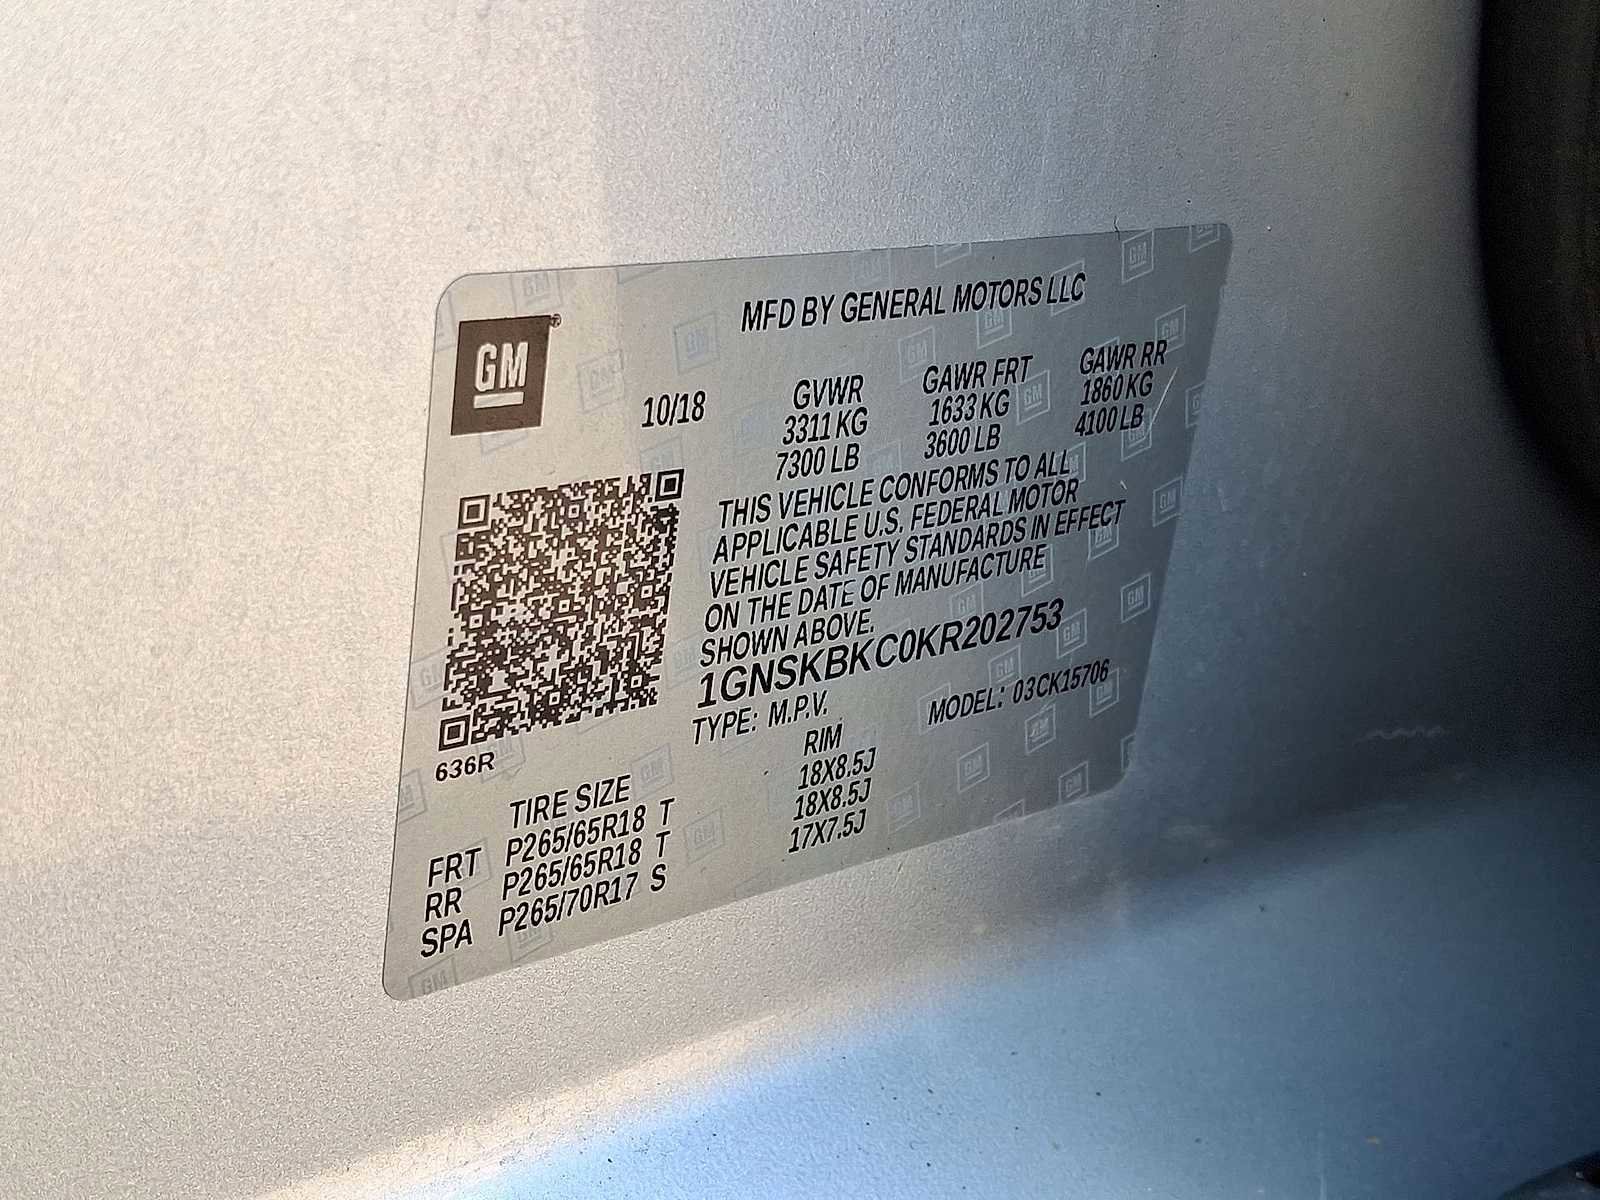 MFD BY GENERAL MOTORS LLC
GM
10/18
GVWR GAWR FRT GAWR RR
3311 KG 1633 KG 1860 KG
7300 LB 3600 LB 4100 LB
THIS VEHICLE CONFORMS TO ALL
APPLICABLE U.S. FEDERAL MOTOR
VEHICLE SAFETY STANDARDS IN EFFECT
ON THE DATE OF MANUFACTURE
SHOWN ABOVE.
1GNSKBKC0KR202753
TYPE: M.P.V. MODEL: 03CK15706
636R
TIRE SIZE RIM
FRT P265/65R18 T 18X8.5J
RR P265/65R18 T 18X8.5J
SPA P265/70R17 S 17X7.5J